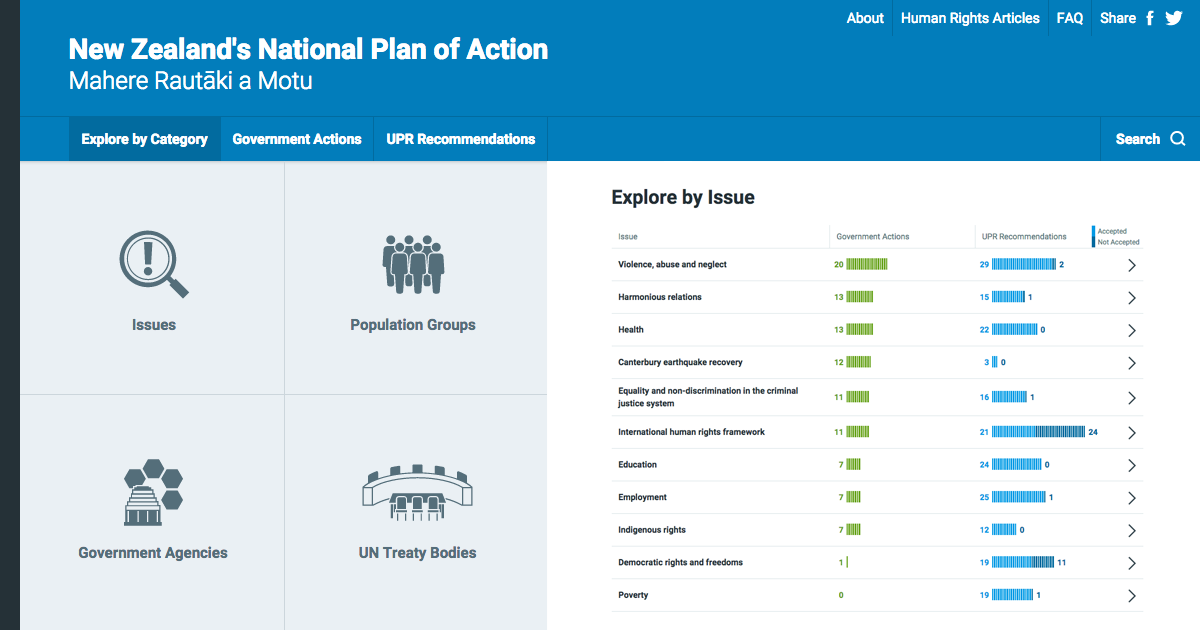 About
Human Rights Articles
FAQ
Share
New Zealand's National Plan of Action
Mahere Rautāki a Motu
Explore by Category
Government Actions
UPR Recommendations
Search
Issues
Population Groups
Government Agencies
UN Treaty Bodies
Explore by Issue
Issue
Government Actions
UPR Recommendations
Accepted
Not Accepted
Violence, abuse and neglect 20 29 2
Harmonious relations 13 15 1
Health 13 22 0
Canterbury earthquake recovery 12 3 0
Equality and non-discrimination in the criminal
justice system 11 16 1
International human rights framework 11 21 24
Education 7 24 0
Employment 7 25 1
Indigenous rights 7 12 0
Democratic rights and freedoms 1 19 11
Poverty 0 19 1